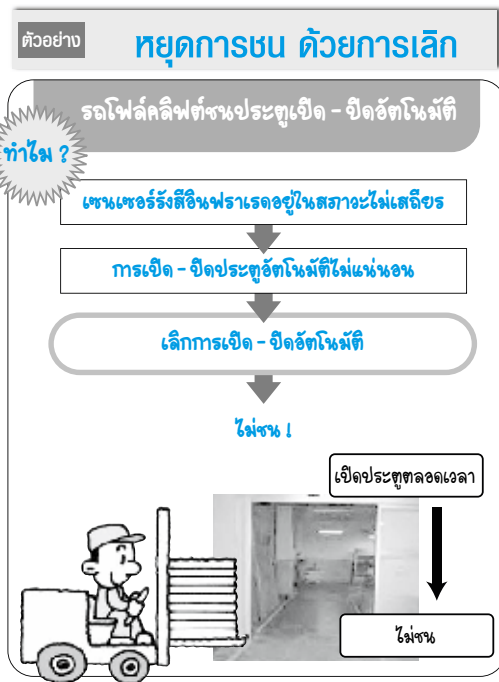 ตัวอย่าง
หยุดการชน ด้วยการเลิก
รถโฟล์คลิฟต์ชนประตูเปิด - ปิดอัตโนมัติ
ทำไม ?
เซนเซอร์รังสีอินฟราเรดอยู่ในสภาวะไม่เสถียร
การเปิด - ปิดประตูอัตโนมัติไม่แน่นอน
เลิกการเปิด - ปิดอัตโนมัติ
ไม่ชน !
เปิดประตูตลอดเวลา
ไม่ชน